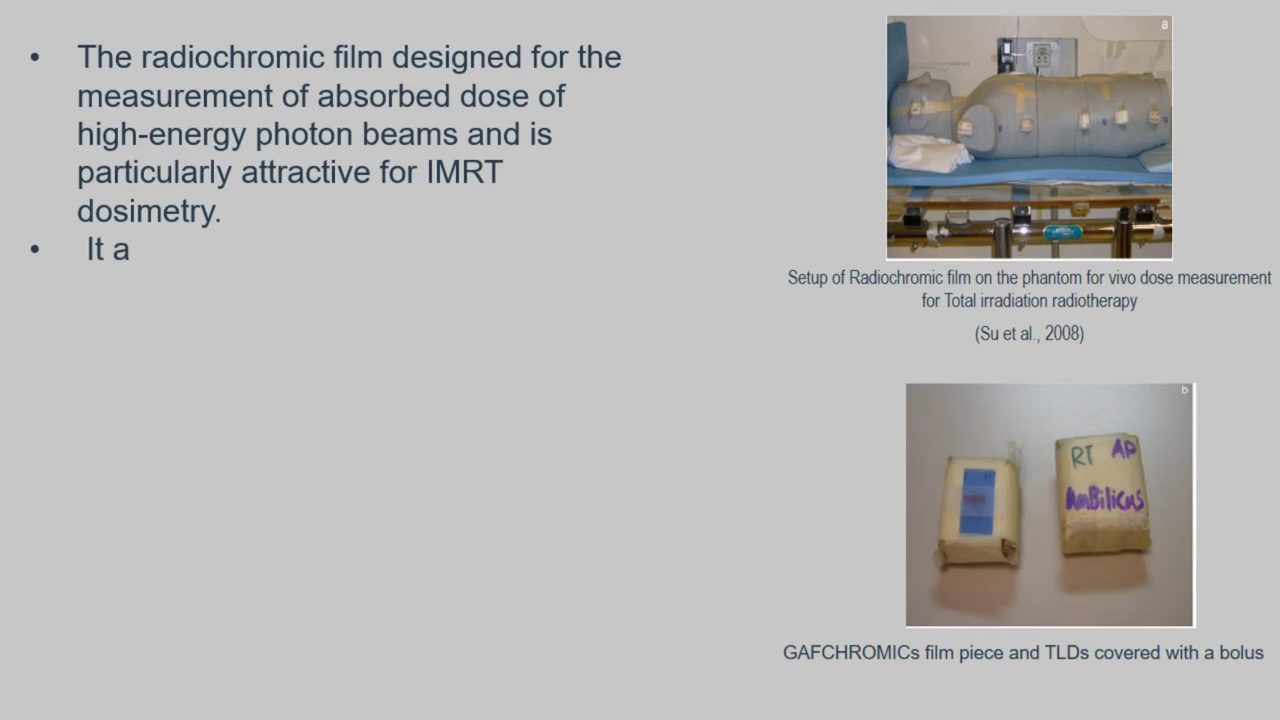 • The radiochromic film designed for the
measurement of absorbed dose of
high-energy photon beams and is
particularly attractive for IMRT
dosimetry.
• It a
a
Setup of Radiochromic film on the phantom for vivo dose measurement
for Total irradiation radiotherapy
(Su et al., 2008)
b
RT AP
AmBilicus
GAFCHROMICs film piece and TLDs covered with a bolus